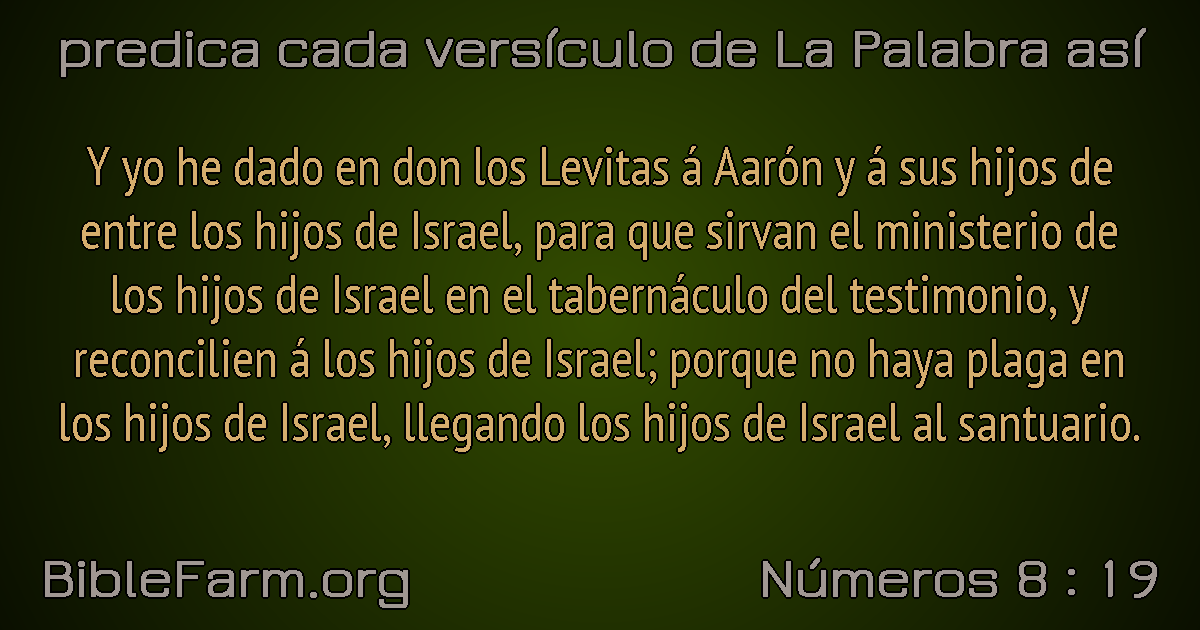 predica cada versículo de La Palabra así
Y yo he dado en don los Levitas á Aarón y á sus hijos de
entre los hijos de Israel, para que sirvan el ministerio de
los hijos de Israel en el tabernáculo del testimonio, y
reconcilien á los hijos de Israel; porque no haya plaga en
los hijos de Israel, llegando los hijos de Israel al santuario.
BibleFarm.org
Números 8 : 19